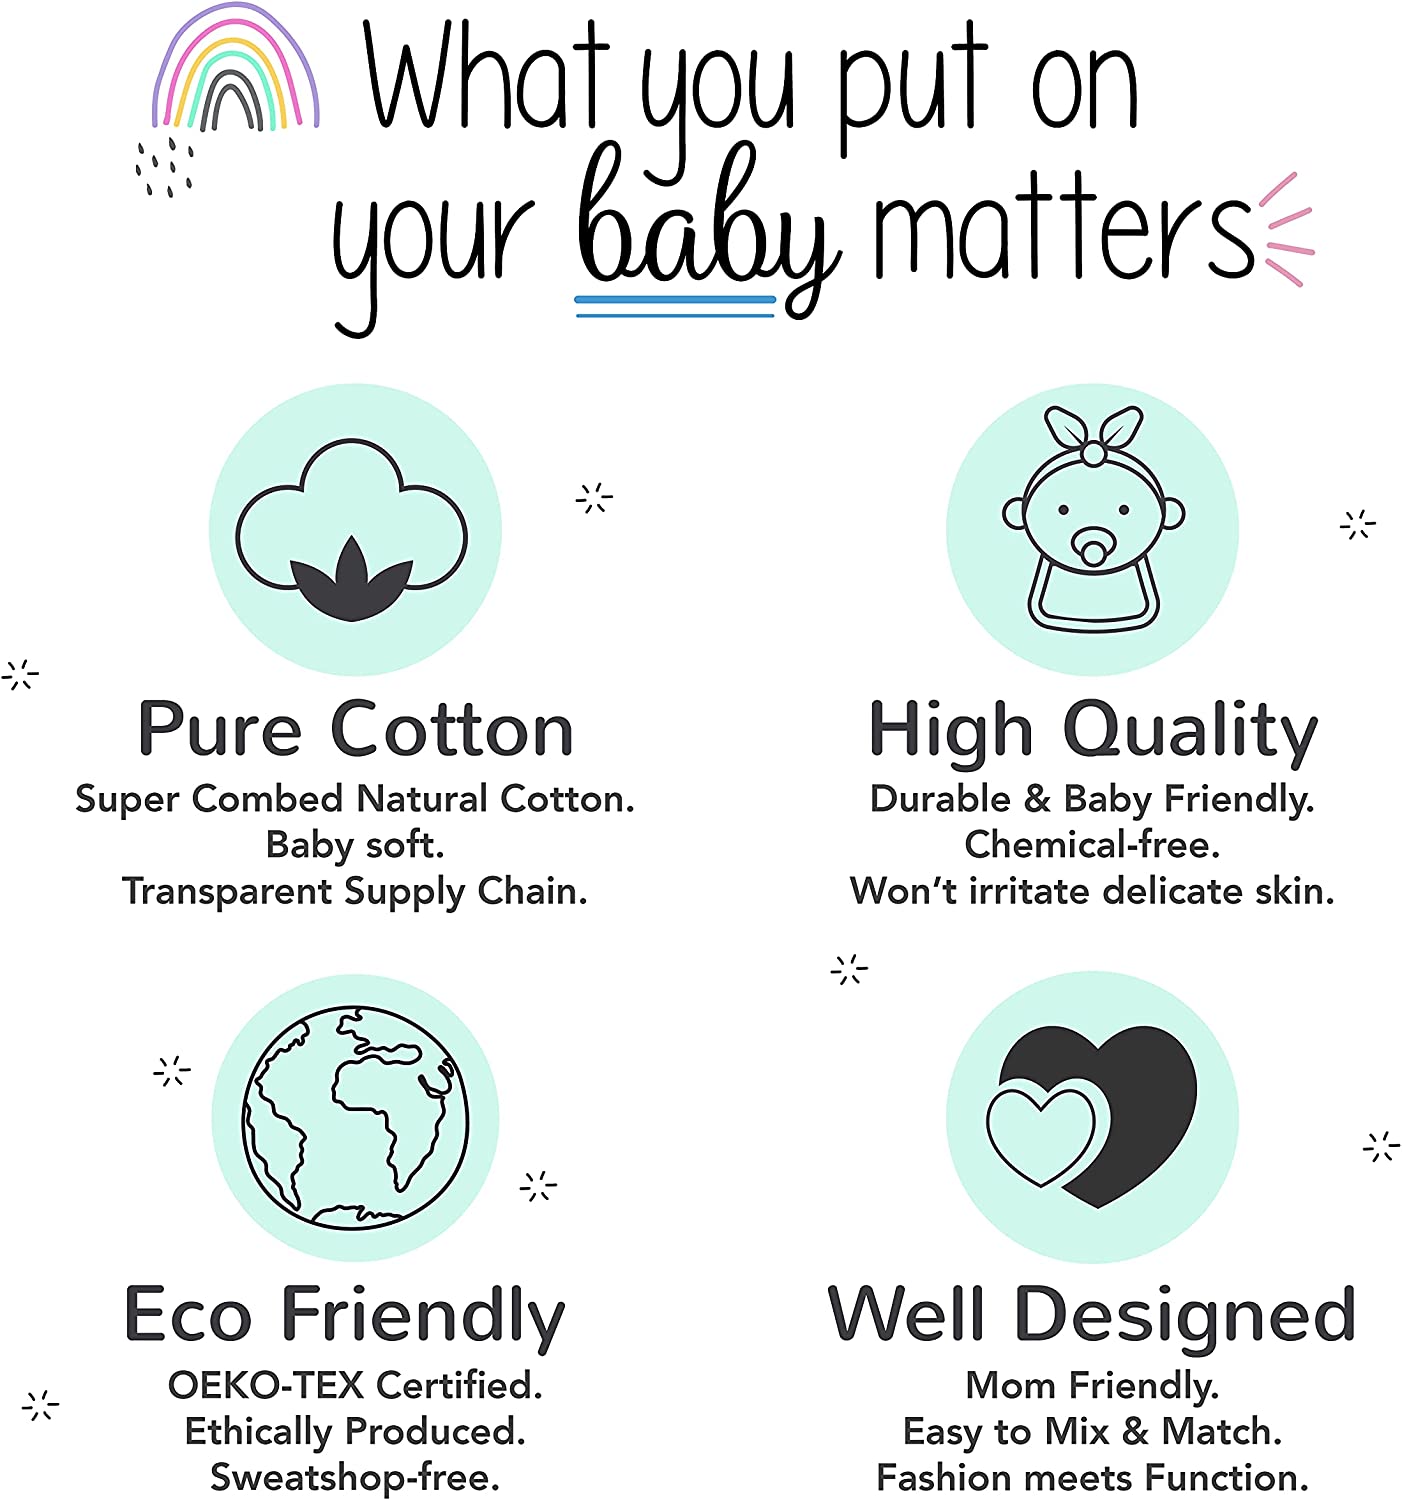 What you put on
your baby matters
Pure Cotton
Super Combed Natural Cotton.
Baby soft.
Transparent Supply Chain.
High Quality
Durable & Baby Friendly.
Chemical-free.
Won't irritate delicate skin.
Eco Friendly
OEKO-TEX Certified.
Ethically Produced.
Sweatshop-free.
Well Designed
Mom Friendly.
Easy to Mix & Match.
Fashion meets Function.